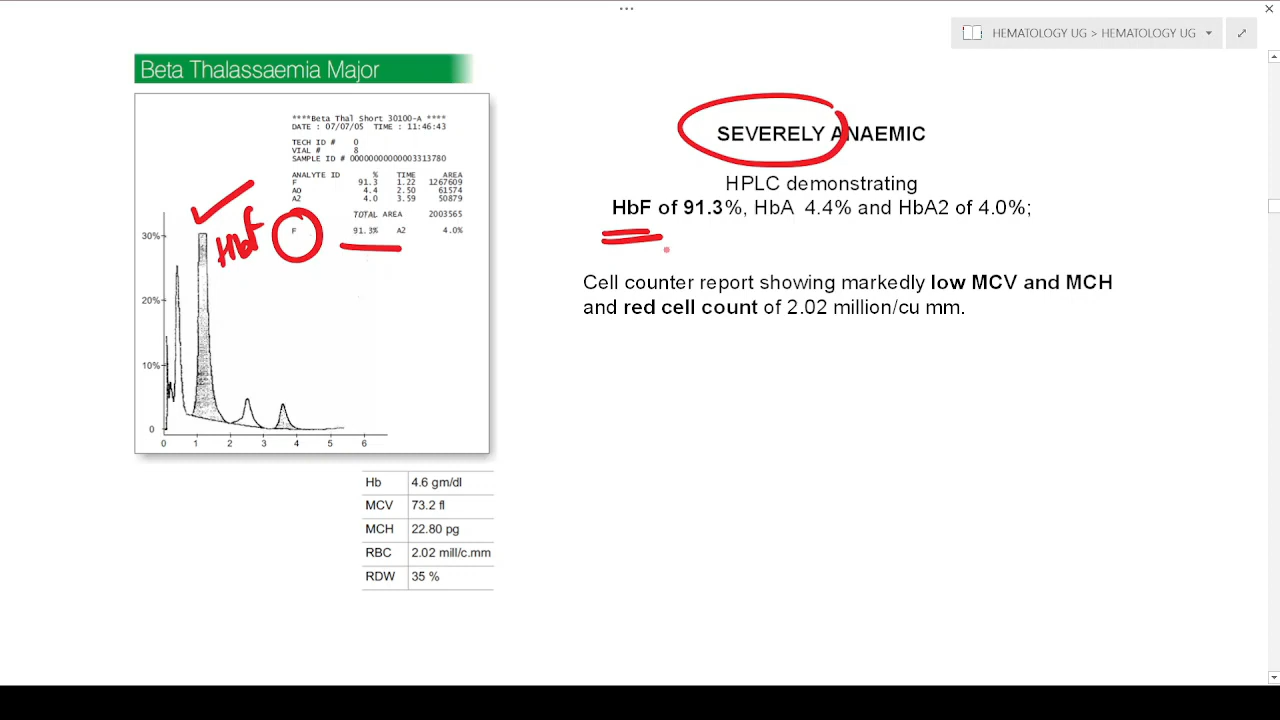 HEMATOLOGY UG > HEMATOLOGY UG
Beta Thalassaemia Major
****Beta Thal Short 30100-A ****
DATE : 07/07/05 TIME : 11:46:43
TECH ID # 0
VIAL # 8
SAMPLE ID # 00000000000003313780
ANALYTE ID % TIME AREA
F 91.3 1.22 1267609
A0 4.4 2.50 61574
A2 4.0 3.59 50879
TOTAL AREA 2003565
F 91.3% A2 4.0%
HbF
30%
20%
10%
0
0 1 2 3 4 5 6
Hb 4.6 gm/dl
MCV 73.2 fl
MCH 22.80 pg
RBC 2.02 mill/c.mm
RDW 35 %
SEVERELY ANAEMIC
HPLC demonstrating
HbF of 91.3%, HbA 4.4% and HbA2 of 4.0%;
Cell counter report showing markedly low MCV and MCH
and red cell count of 2.02 million/cu mm.